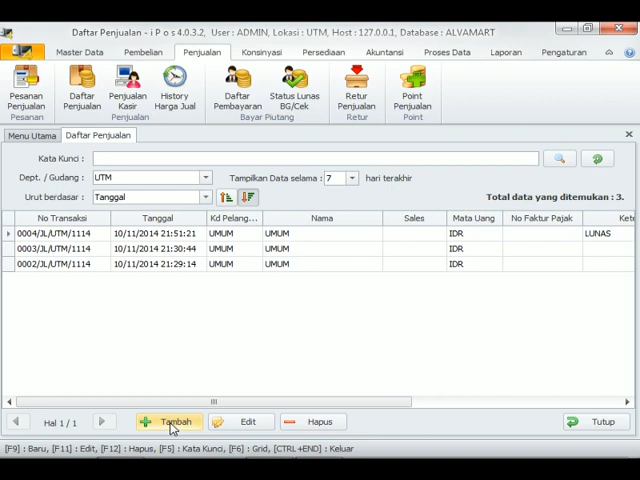 Daftar Penjualan - i P o s 4.0.3.2, User : ADMIN, Lokasi : UTM, Host : 127.0.0.1, Database : ALVAMART
Master Data Pembelian Penjualan Konsinyasi Persediaan Akuntansi Proses Data Laporan Pengaturan
Pesanan Penjualan
Daftar Penjualan
Penjualan Kasir
History Harga Jual
Daftar Pembayaran
Status Lunas BG/Cek
Retur Penjualan
Point Penjualan
Pesanan Penjualan Bayar Piutang Retur Point
Menu Utama Daftar Penjualan
Kata Kunci :
Dept. / Gudang : UTM Tampilkan Data selama : 7 hari terakhir
Urut berdasar : Tanggal Total data yang ditemukan : 3.
No Transaksi Tanggal Kd Pelang... Nama Sales Mata Uang No Faktur Pajak Kete
0004/JL/UTM/1114 10/11/2014 21:51:21 UMUM UMUM IDR LUNAS
0003/JL/UTM/1114 10/11/2014 21:30:44 UMUM UMUM IDR
0002/JL/UTM/1114 10/11/2014 21:29:14 UMUM UMUM IDR
Hal 1 / 1 Tambah Edit Hapus Tutup
[F9] : Baru, [F11] : Edit, [F12] : Hapus, [F5] : Kata Kunci, [F6] : Grid, [CTRL+END] : Keluar